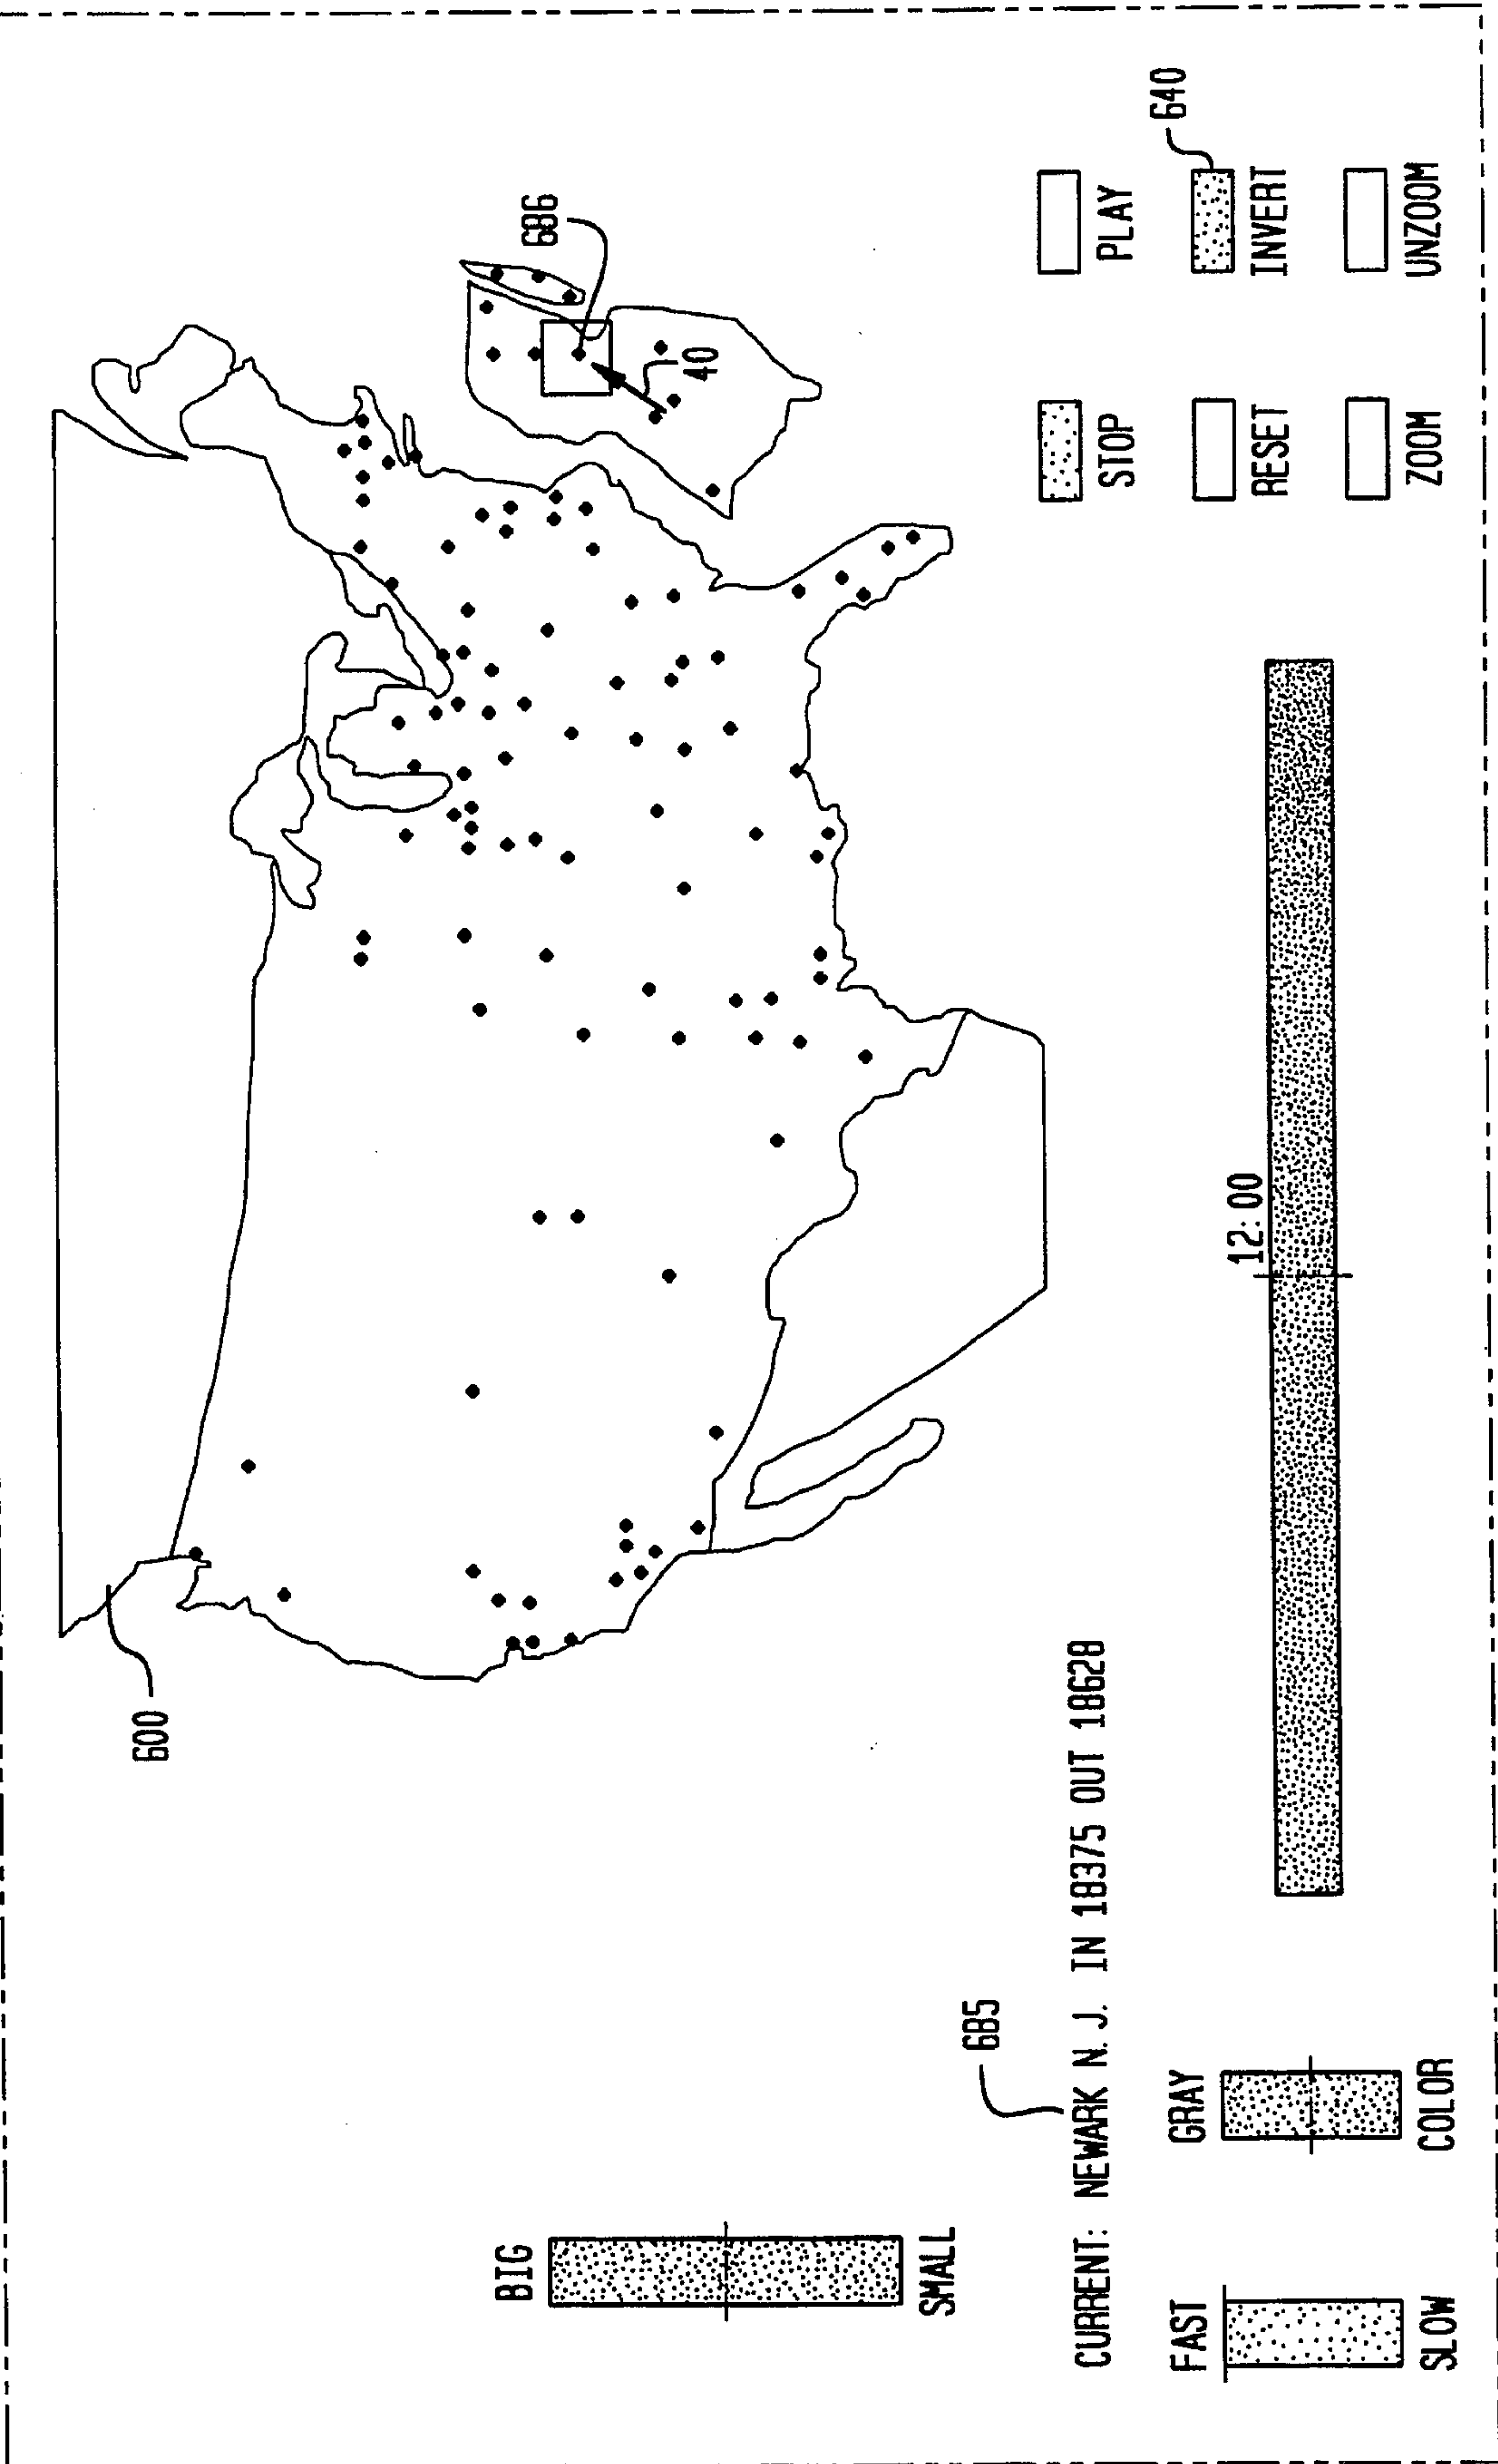 600
BIG
686
40
SMALL
685
CURRENT: NEWARK N. J. IN 18375 OUT 18628
STOP PLAY
640
FAST GRAY
12:00
RESET INVERT
SLOW COLOR
ZOOM UNZOOM